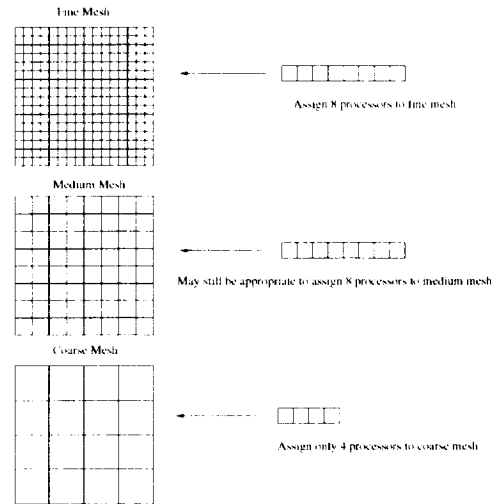 Fine Mesh
Assign 8 processors to fine mesh
Medium Mesh
May still be appropriate to assign 8 processors to medium mesh
Coarse Mesh
Assign only 4 processors to coarse mesh